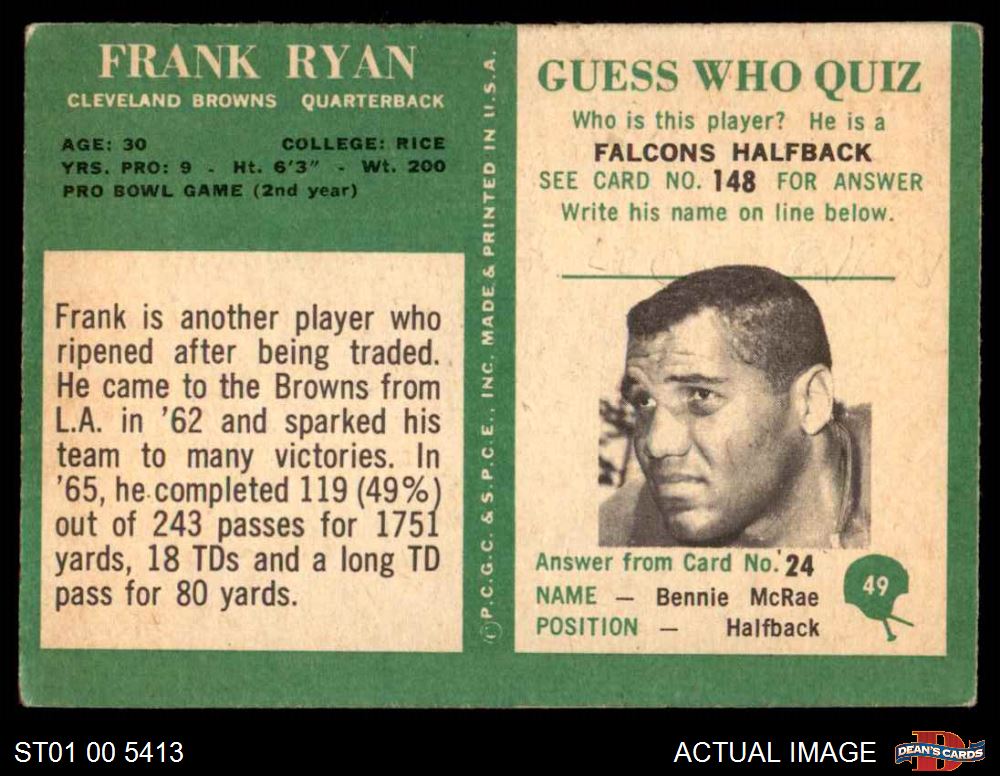 FRANK RYAN
CLEVELAND BROWNS QUARTERBACK
AGE: 30 COLLEGE: RICE
YRS. PRO: 9 - Ht. 6'3" - Wt. 200
PRO BOWL GAME (2nd year)
Frank is another player who
ripened after being traded.
He came to the Browns from
L.A. in '62 and sparked his
team to many victories. In
'65, he completed 119 (49%)
out of 243 passes for 1751
yards, 18 TDs and a long TD
pass for 80 yards.
© P.C.G.C. & S.P.C.E., INC. MADE & PRINTED IN U.S.A.
GUESS WHO QUIZ
Who is this player? He is a
FALCONS HALFBACK
SEE CARD NO. 148 FOR ANSWER
Write his name on line below.
Answer from Card No. 24
NAME — Bennie McRae
POSITION — Halfback
49
ST01 00 5413
ACTUAL IMAGE
DEAN'S CARDS